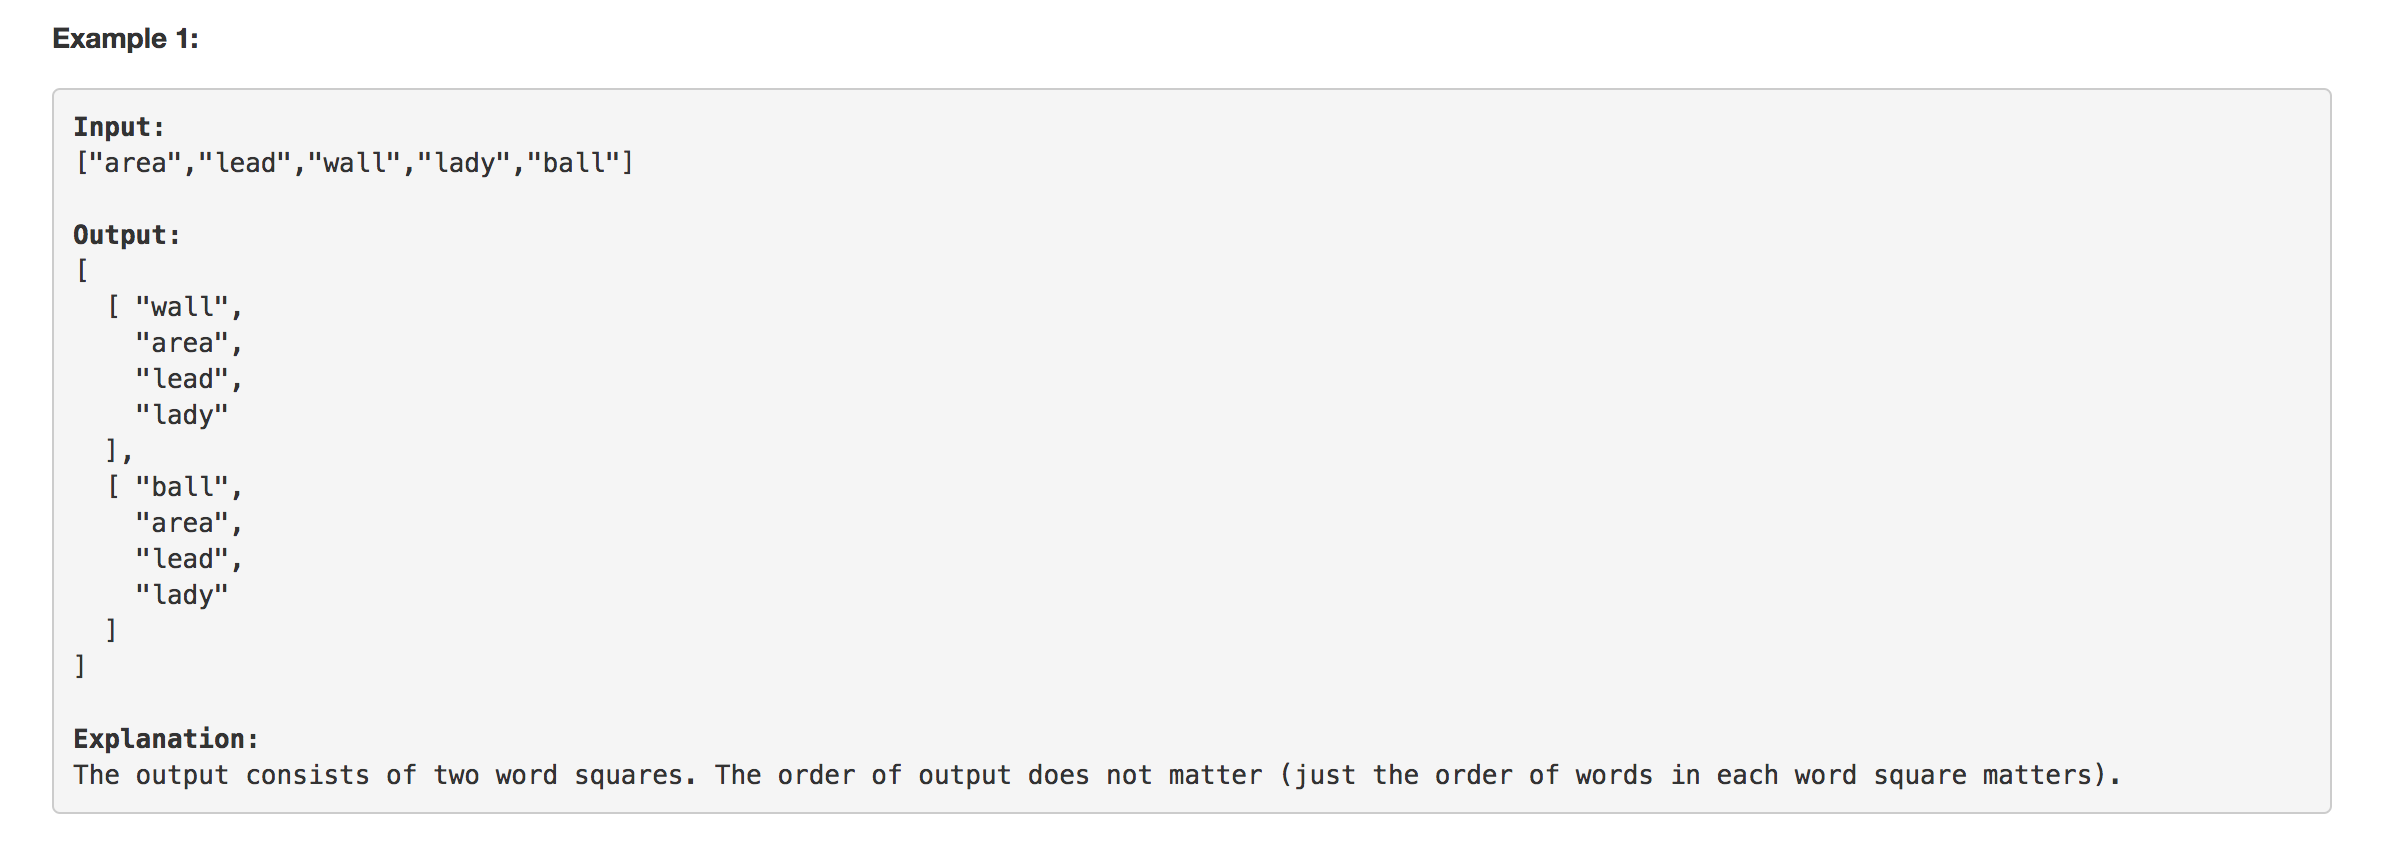 Example 1:
Input:
["area","lead","wall","lady","ball"]
Output:
[
  [ "wall",
    "area",
    "lead",
    "lady"
  ],
  [ "ball",
    "area",
    "lead",
    "lady"
  ]
]
Explanation:
The output consists of two word squares. The order of output does not matter (just the order of words in each word square matters).